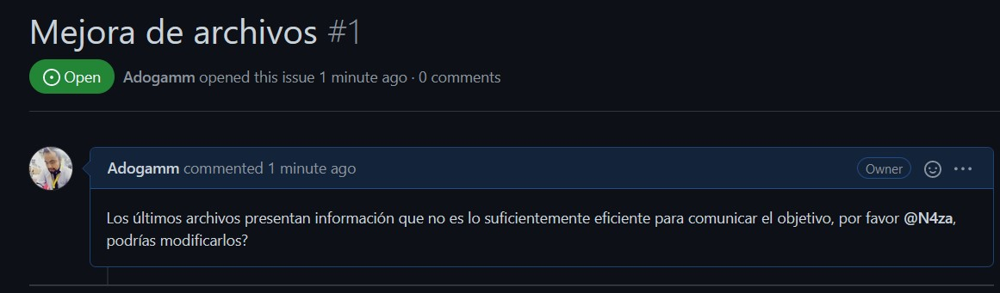 Mejora de archivos #1
Open Adogamm opened this issue 1 minute ago · 0 comments
Adogamm commented 1 minute ago Owner
Los últimos archivos presentan información que no es lo suficientemente eficiente para comunicar el objetivo, por favor @N4za,
podrías modificarlos?